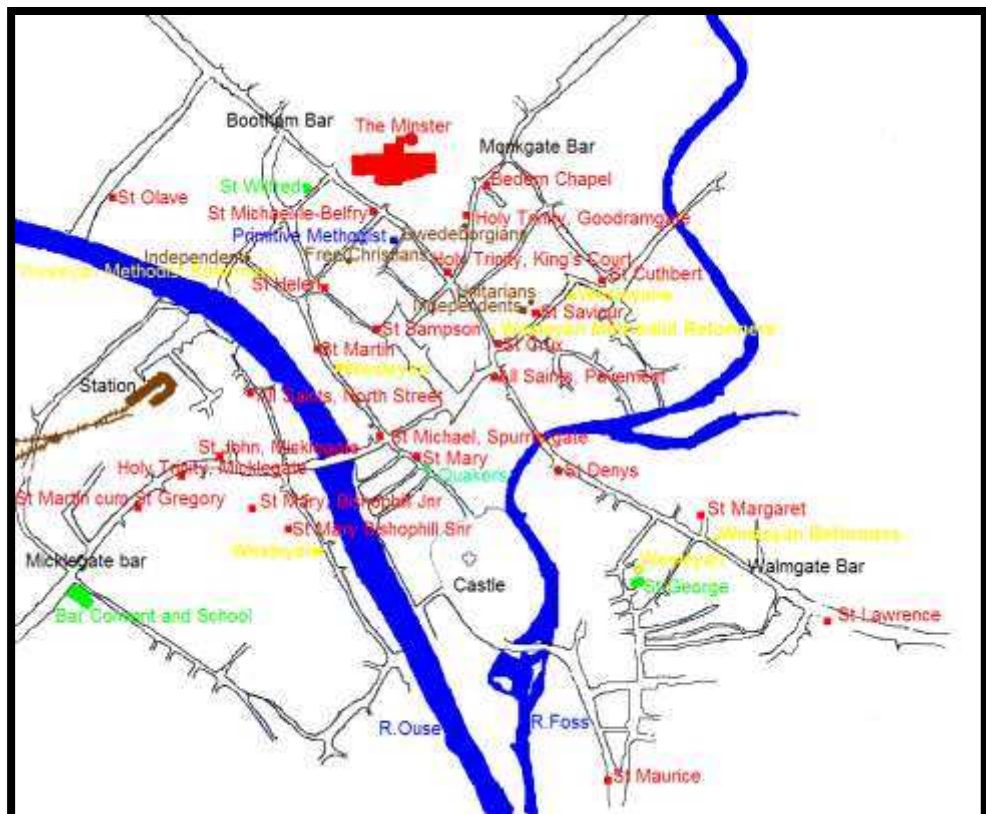 Bootham Bar
The Minster
Monkgate Bar
Bedern Chapel
St Wilfred
St Olave
St Michael-le-Belfry
Holy Trinity, Goodramgate
Primitive Methodist
Swedeborgians
Independents
Free Christians
Holy Trinity, King's Court
St Cuthbert
Wesleyan Methodist Reformers
St Helen
Unitarians
Wesleyans
Independents
St Saviour
St Sampson
Wesleyan Methodist Reformers
St Martin
St Crux
Wesleyans
All Saints, Pavement
Station
All Saints, North Street
St Michael, Spurriergate
St John, Micklegate
St Mary
Holy Trinity, Micklegate
Quakers
St Denys
St Martin cum St Gregory
St Mary, Bishophill Jnr
St Margaret
St Mary Bishophill Snr
Wesleyan Reformers
Wesleyans
Micklegate bar
Wesleyan
Walmgate Bar
Castle
St George
Bar Convent and School
St Lawrence
R.Ouse
R.Foss
St Maurice